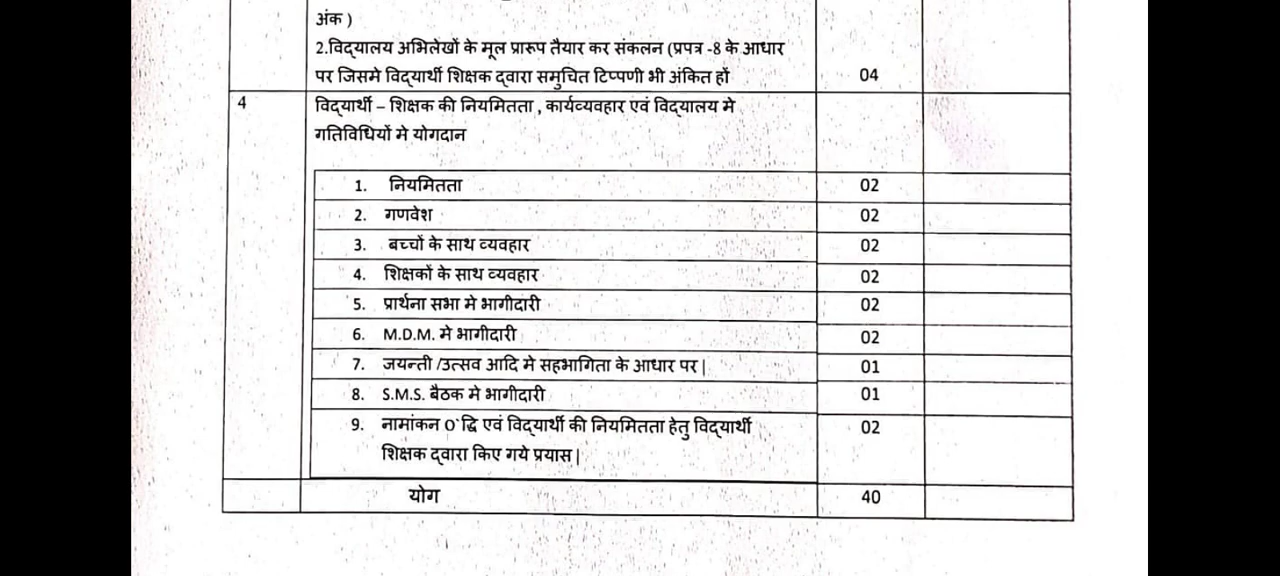 अंक )
2.विद्यालय अभिलेखों के मूल प्रारूप तैयार कर संकलन (प्रपत्र -8 के आधार
पर जिसमे विद्यार्थी शिक्षक द्वारा समुचित टिप्पणी भी अंकित हों 04
4 विद्यार्थी – शिक्षक की नियमितता , कार्यव्यवहार एवं विद्यालय मे
गतिविधियों मे योगदान
1. नियमितता 02
2. गणवेश 02
3. बच्चों के साथ व्यवहार 02
4. शिक्षकों के साथ व्यवहार 02
5. प्रार्थना सभा मे भागीदारी 02
6. M.D.M. मे भागीदारी 02
7. जयन्ती /उत्सव आदि मे सहभागिता के आधार पर| 01
8. S.M.S. बैठक मे भागीदारी 01
9. नामांकन 0`द्धि एवं विद्यार्थी की नियमितता हेतु विद्यार्थी 02
शिक्षक द्वारा किए गये प्रयास|
योग 40